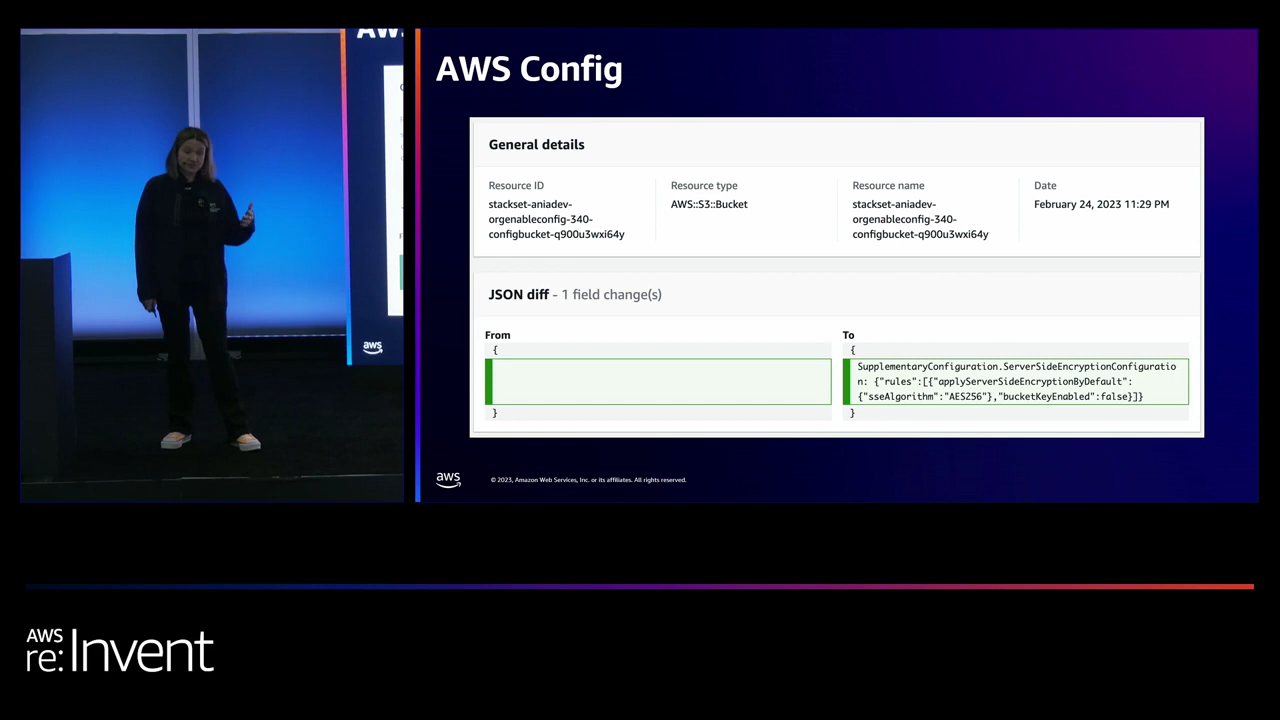 AW
aws
AWS Config
General details
Resource ID
stackset-aniadev-
orgenableconfig-340-
configbucket-q900u3wxi64y
Resource type
AWS::S3::Bucket
Resource name
stackset-aniadev-
orgenableconfig-340-
configbucket-q900u3wxi64y
Date
February 24, 2023 11:29 PM
JSON diff - 1 field change(s)
From
{
}
To
{
SupplementaryConfiguration.ServerSideEncryptionConfiguratio
n: {"rules":[{"applyServerSideEncryptionByDefault":
{"sseAlgorithm":"AES256"},"bucketKeyEnabled":false}]}
}
aws
© 2023, Amazon Web Services, Inc. or its affiliates. All rights reserved.
AWS
re:Invent